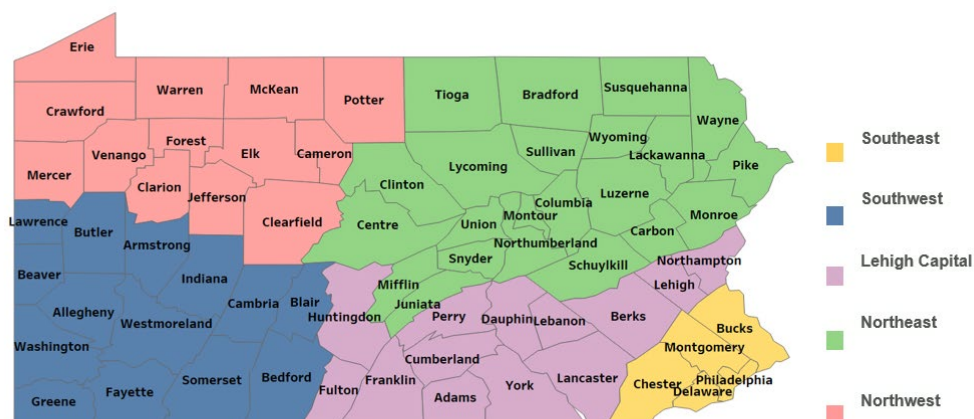 Erie
Warren
McKean
Potter
Tioga
Bradford
Susquehanna
Crawford
Wayne
Forest
Venango
Elk
Cameron
Wyoming
Sullivan
Lackawanna
Lycoming
Pike
Mercer
Clarion
Jefferson
Clinton
Luzerne
Columbia
Montour
Monroe
Lawrence
Butler
Armstrong
Clearfield
Centre
Union
Northumberland
Carbon
Snyder
Schuylkill
Northampton
Beaver
Indiana
Mifflin
Lehigh
Allegheny
Cambria
Blair
Juniata
Huntingdon
Perry
Dauphin
Lebanon
Berks
Westmoreland
Bucks
Washington
Montgomery
Cumberland
Greene
Fayette
Somerset
Bedford
Fulton
Franklin
Adams
York
Lancaster
Chester
Philadelphia
Delaware
Southeast
Southwest
Lehigh Capital
Northeast
Northwest